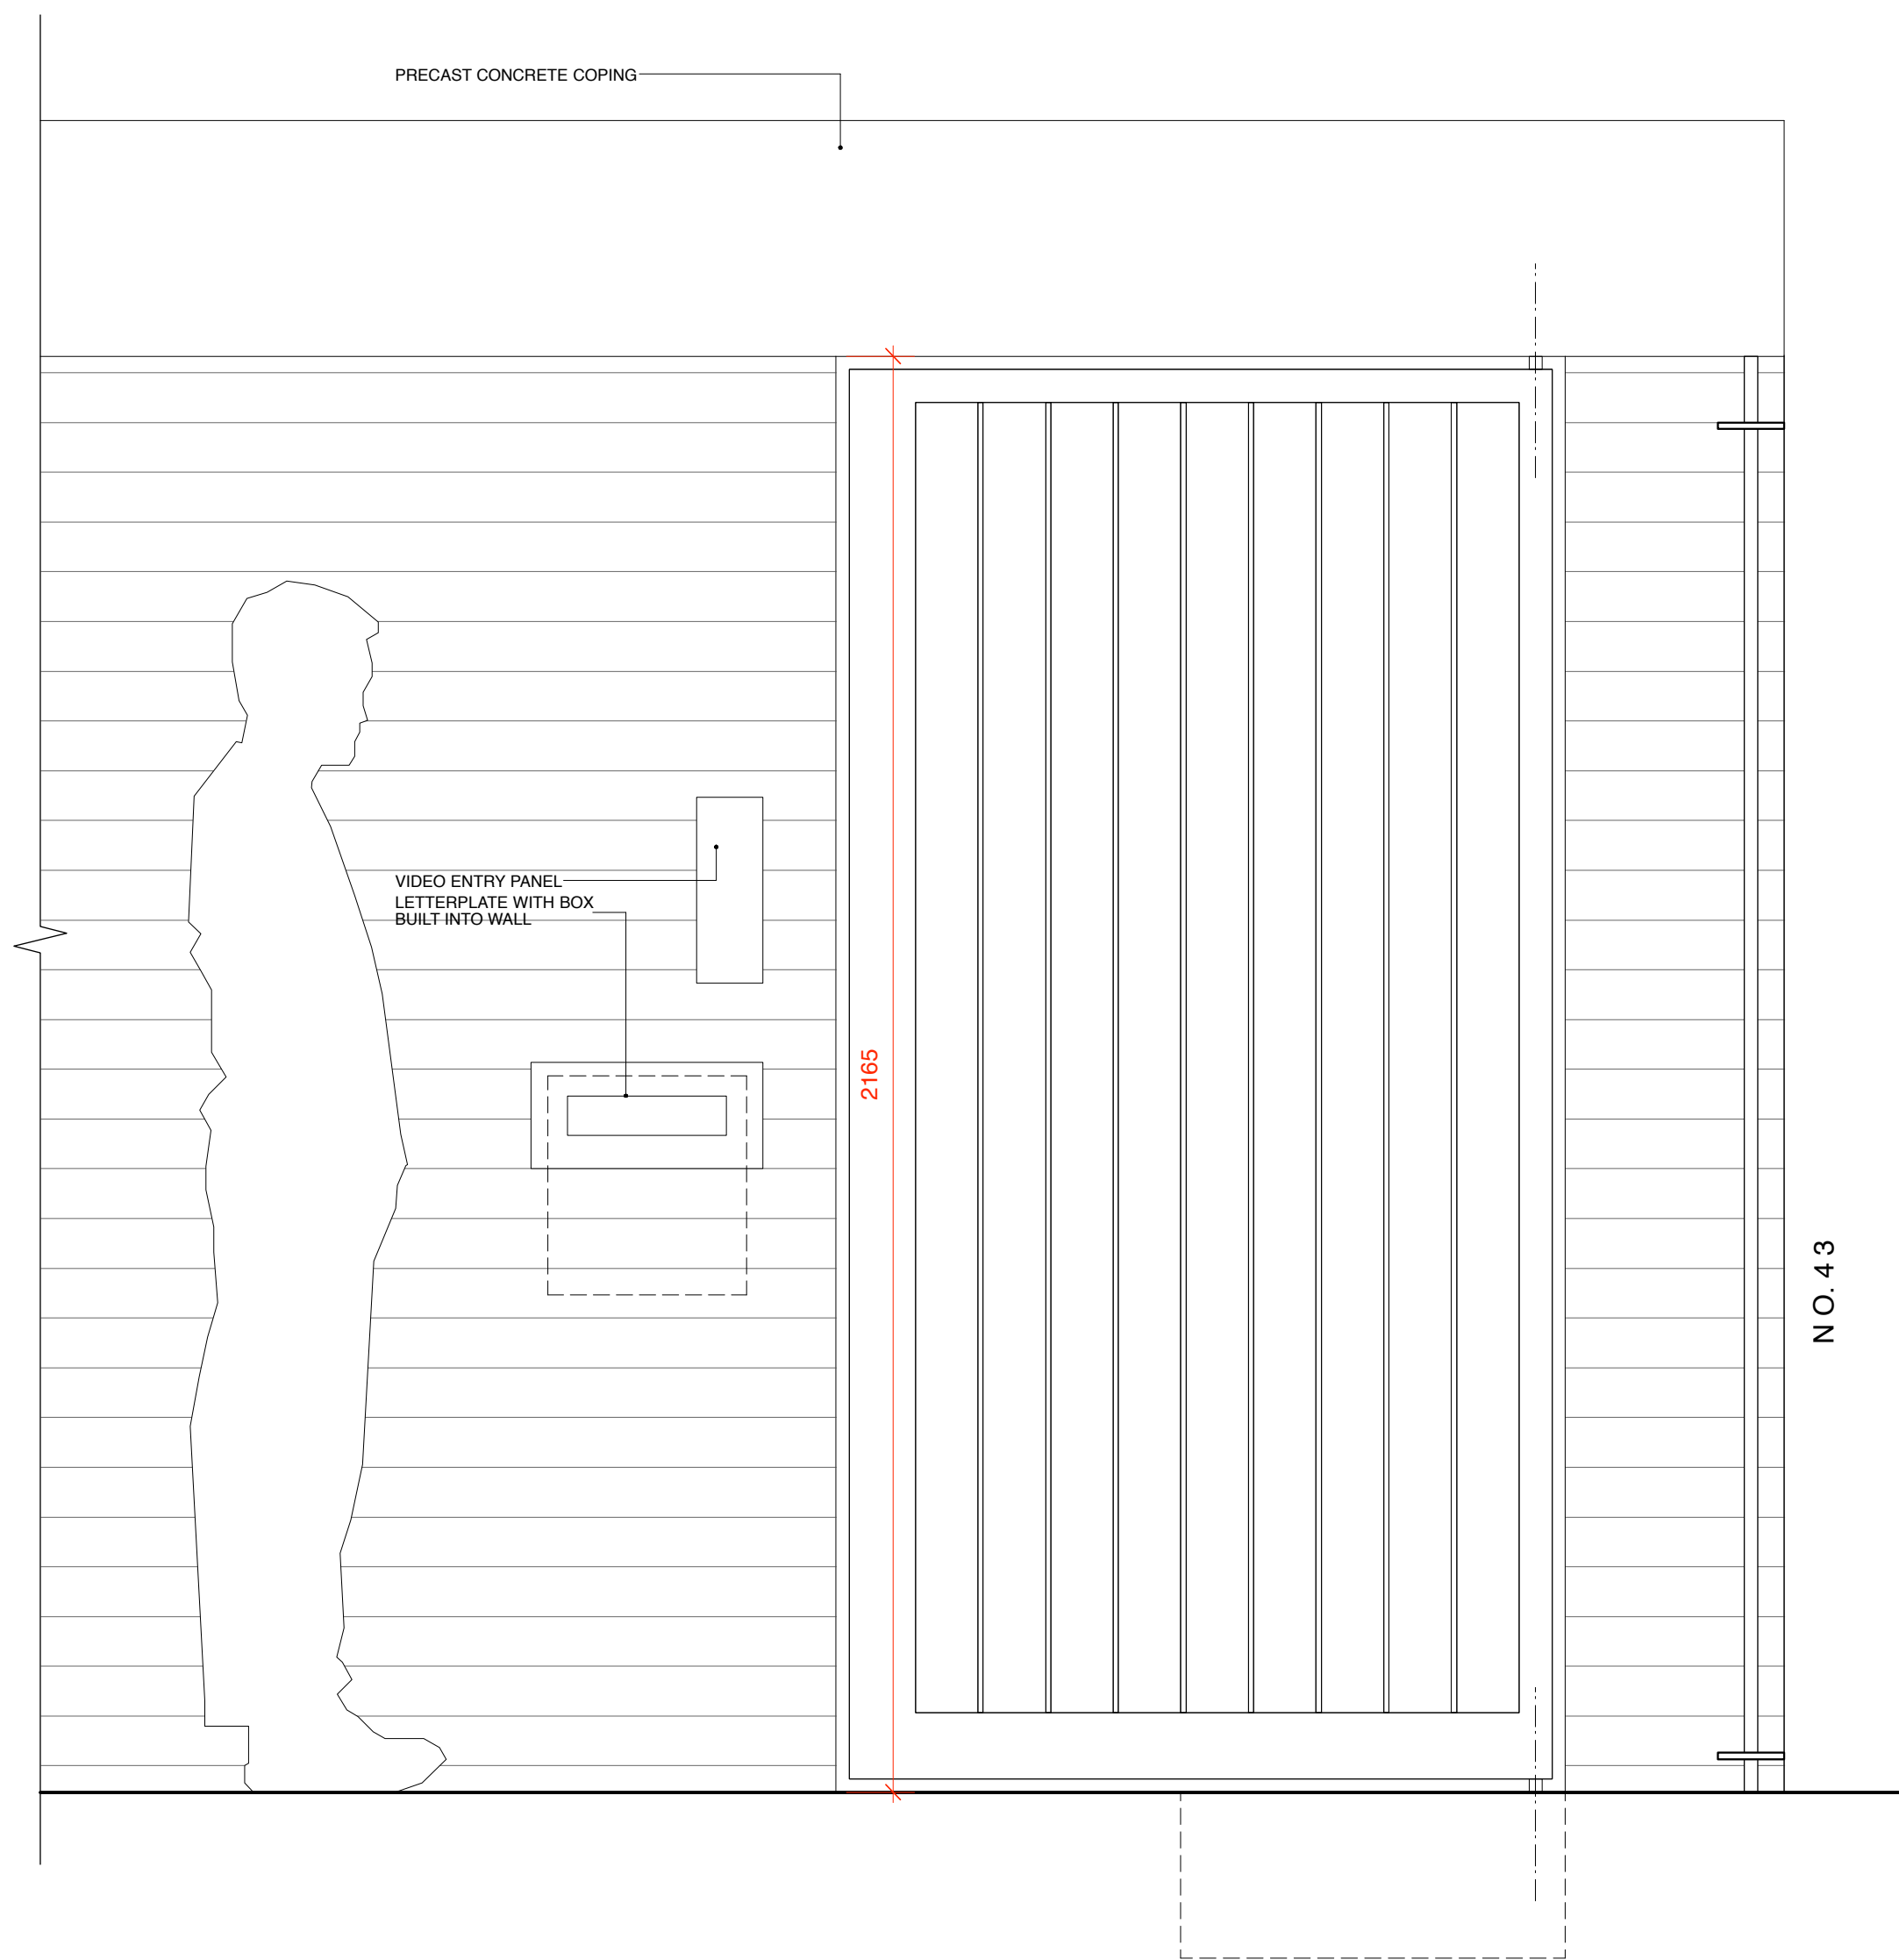 PRECAST CONCRETE COPING
VIDEO ENTRY PANEL
LETTERPLATE WITH BOX
BUILT INTO WALL
2165
NO. 43